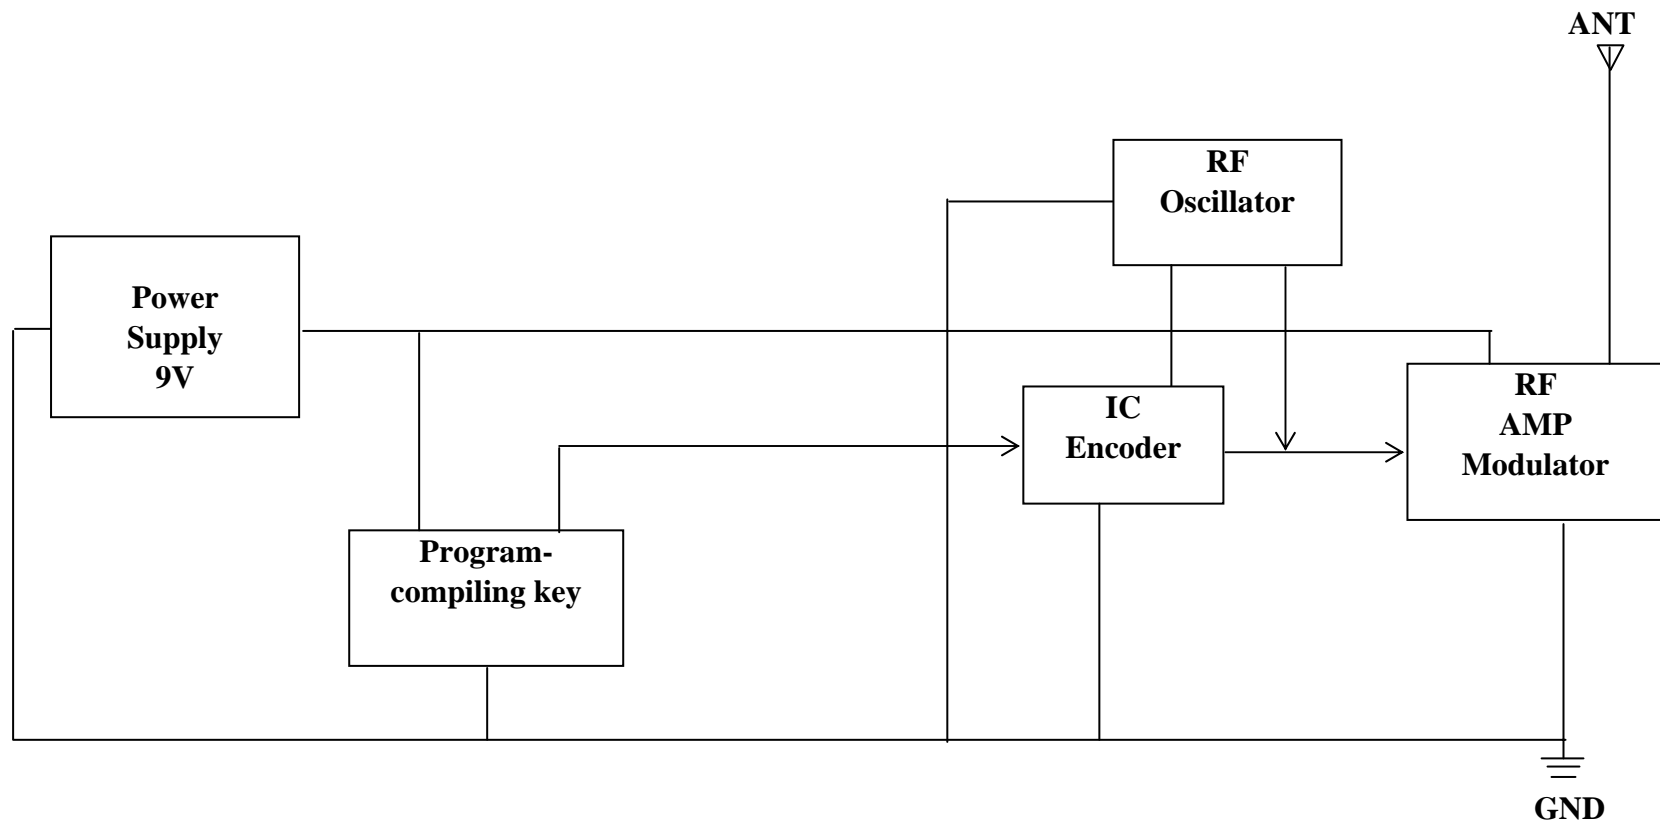 ANT
RF
Oscillator
Power
Supply
9V
IC
Encoder
RF
AMP
Modulator
Program-
compiling key
GND